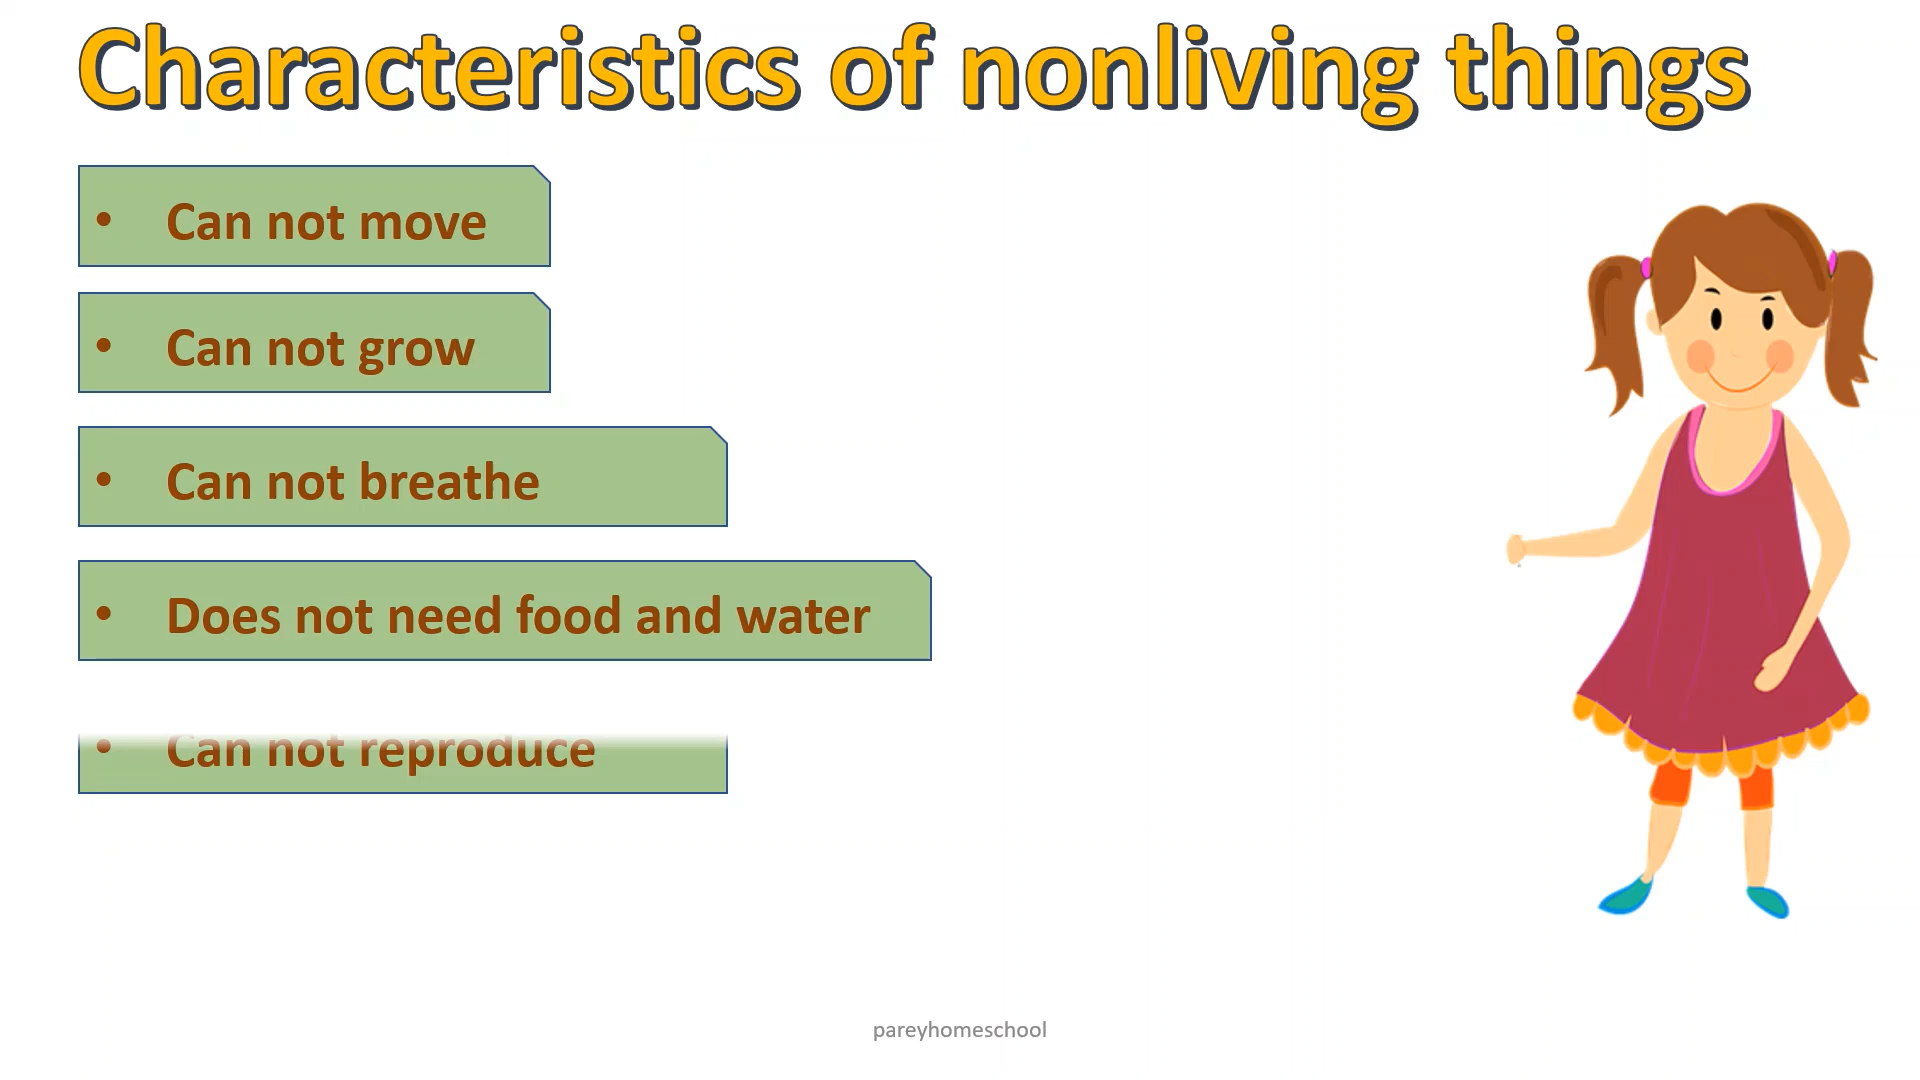 Characteristics of nonliving things
• Can not move
• Can not grow
• Can not breathe
• Does not need food and water
• Can not reproduce
pareyhomeschool